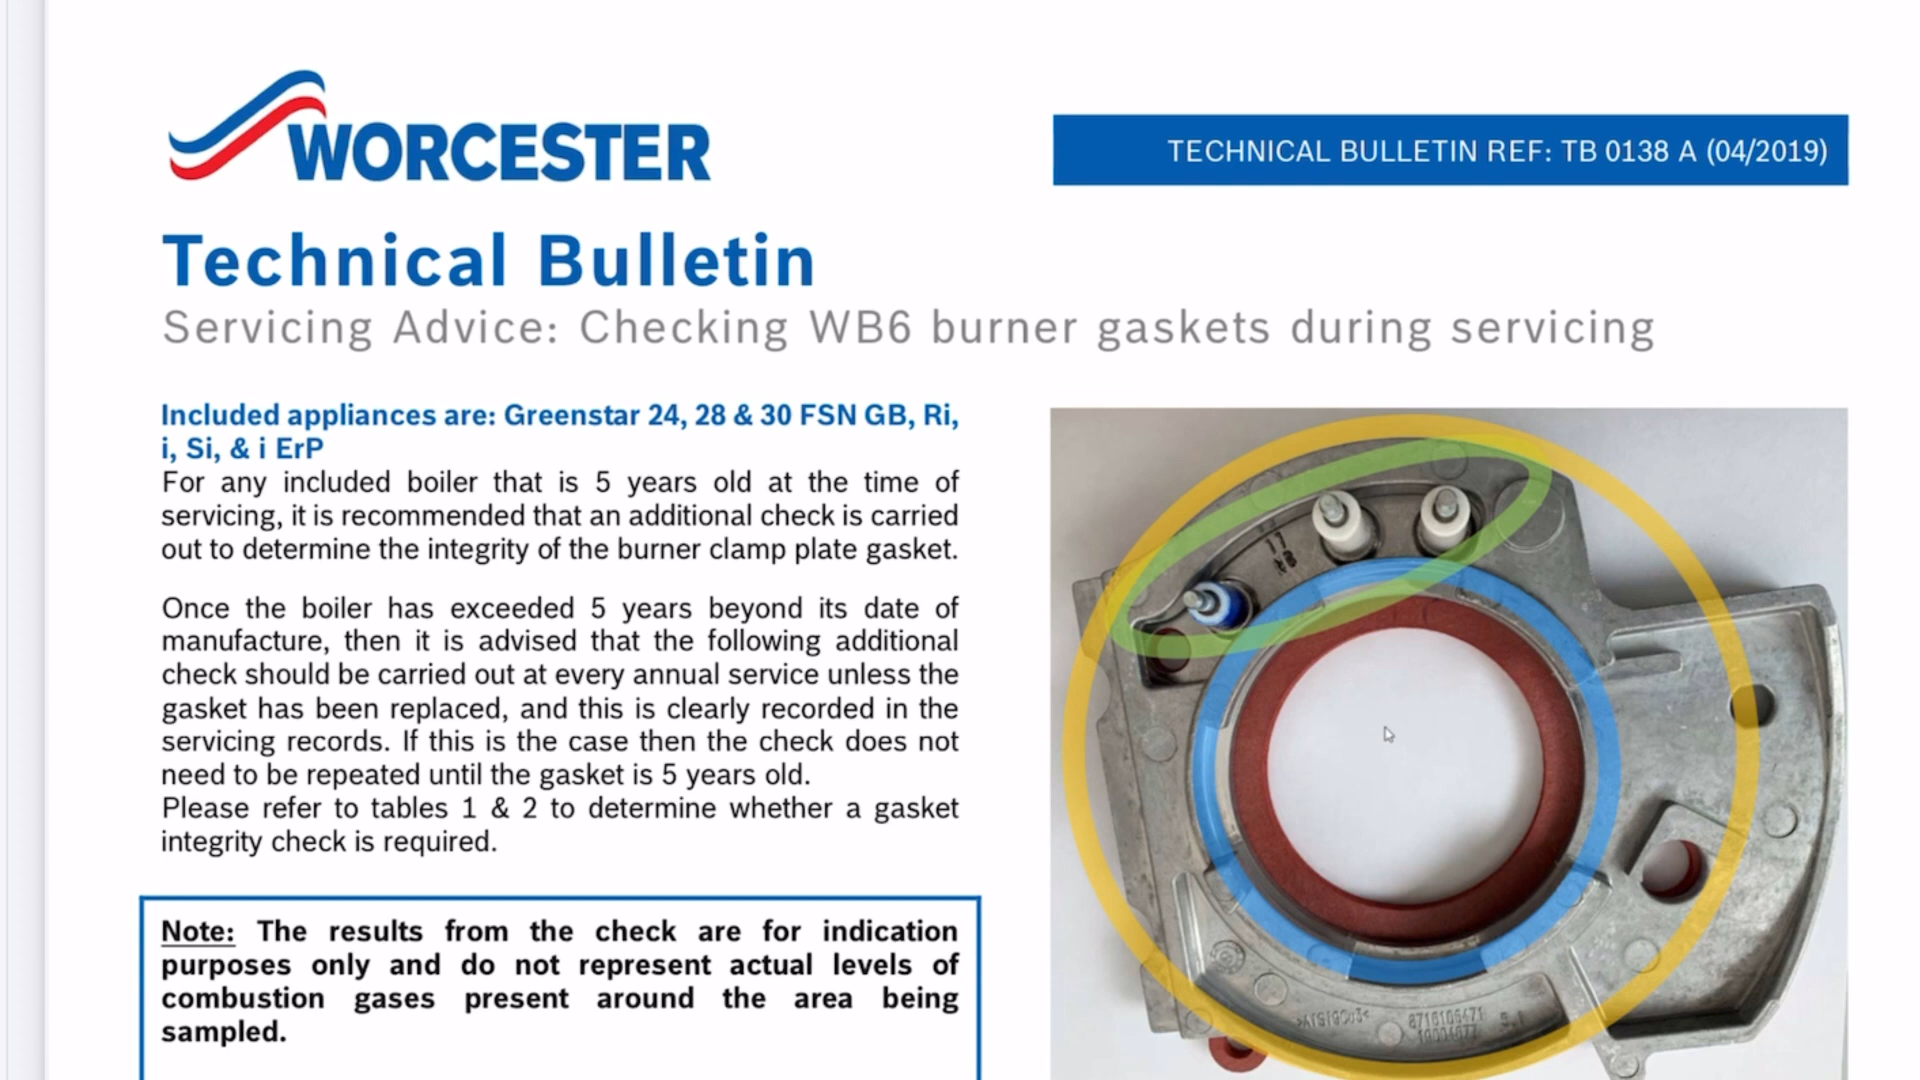 WORCESTER
TECHNICAL BULLETIN REF: TB 0138 A (04/2019)
Technical Bulletin
Servicing Advice: Checking WB6 burner gaskets during servicing
Included appliances are: Greenstar 24, 28 & 30 FSN GB, Ri,
i, Si, & i ErP
For any included boiler that is 5 years old at the time of
servicing, it is recommended that an additional check is carried
out to determine the integrity of the burner clamp plate gasket.
Once the boiler has exceeded 5 years beyond its date of
manufacture, then it is advised that the following additional
check should be carried out at every annual service unless the
gasket has been replaced, and this is clearly recorded in the
servicing records. If this is the case then the check does not
need to be repeated until the gasket is 5 years old.
Please refer to tables 1 & 2 to determine whether a gasket
integrity check is required.
Note: The results from the check are for indication
purposes only and do not represent actual levels of
combustion gases present around the area being
sampled.